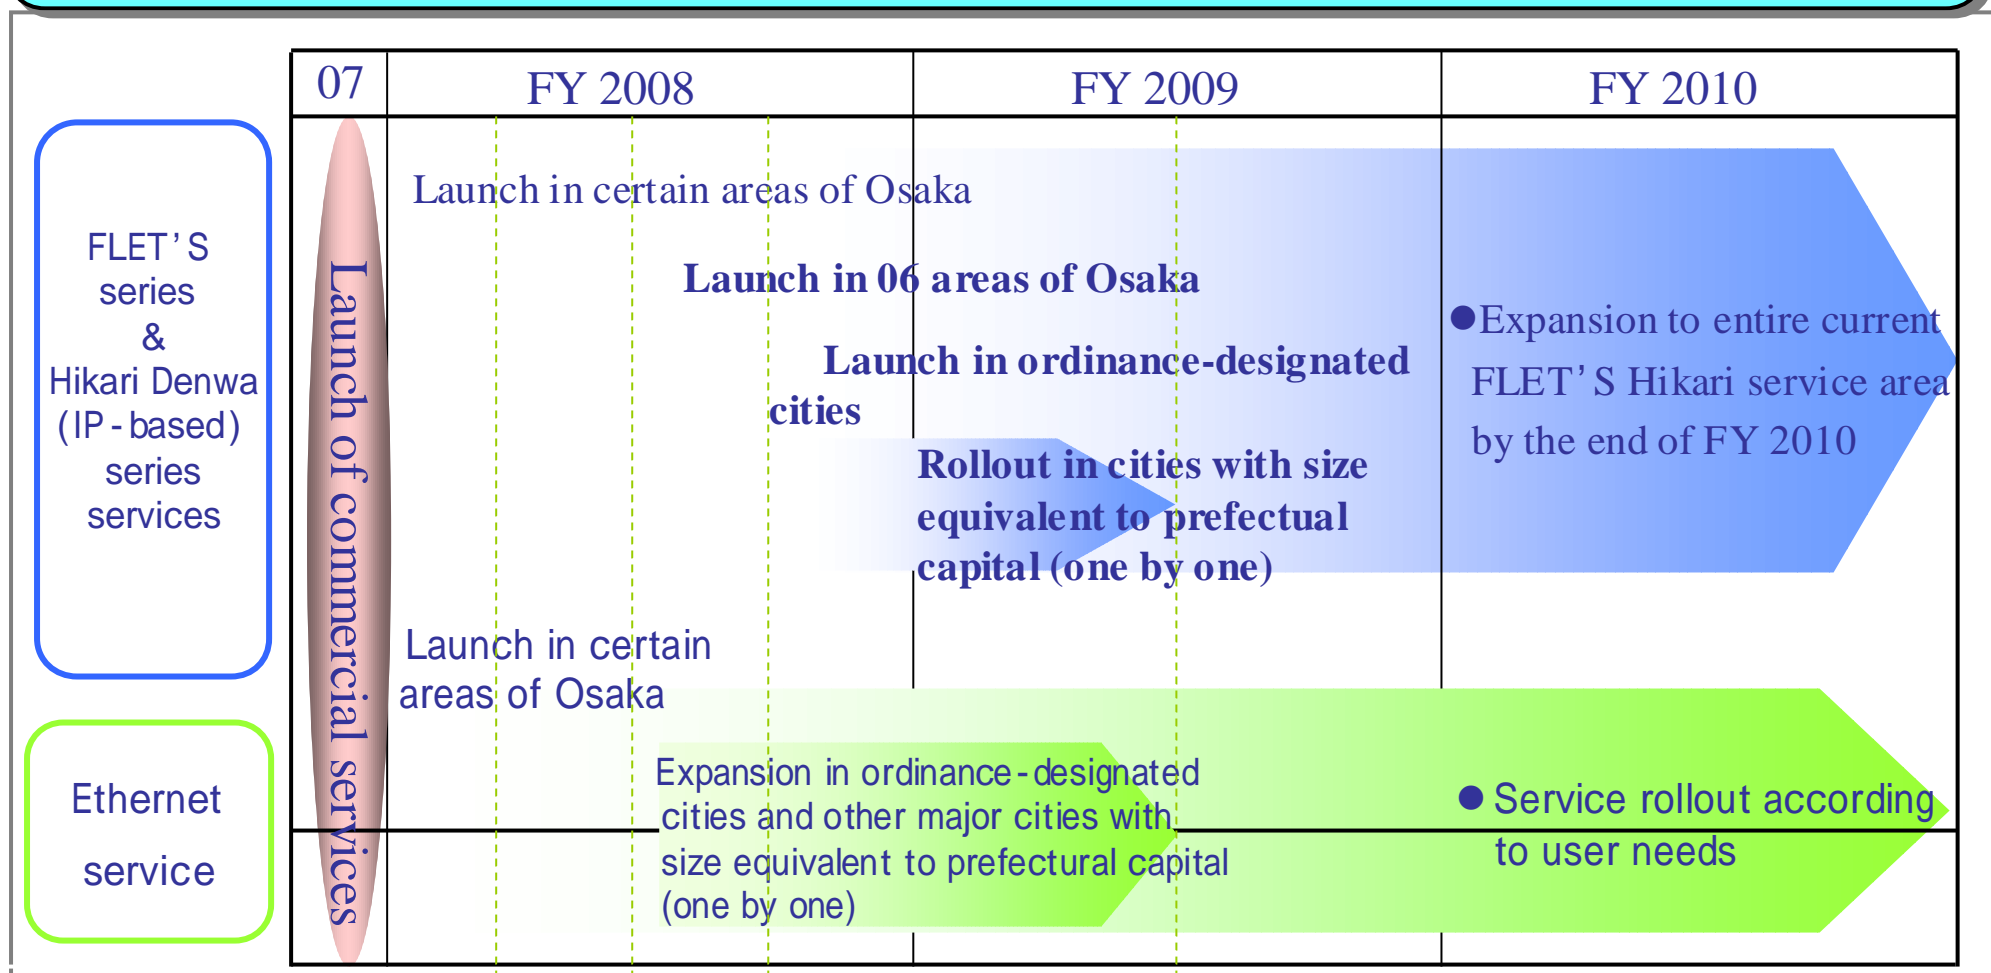 07
FY 2008
FY 2009
FY 2010
FLET’S
series
&
Hikari Denwa
(IP-based)
series
services
Launch of commercial services
Launch in certain areas of Osaka
Launch in 06 areas of Osaka
Launch in ordinance-designated
cities
Rollout in cities with size
equivalent to prefectual
capital (one by one)
●Expansion to entire current
FLET’S Hikari service area
by the end of FY 2010
Ethernet
service
Launch in certain
areas of Osaka
Expansion in ordinance-designated
cities and other major cities with
size equivalent to prefectural capital
(one by one)
● Service rollout according
to user needs